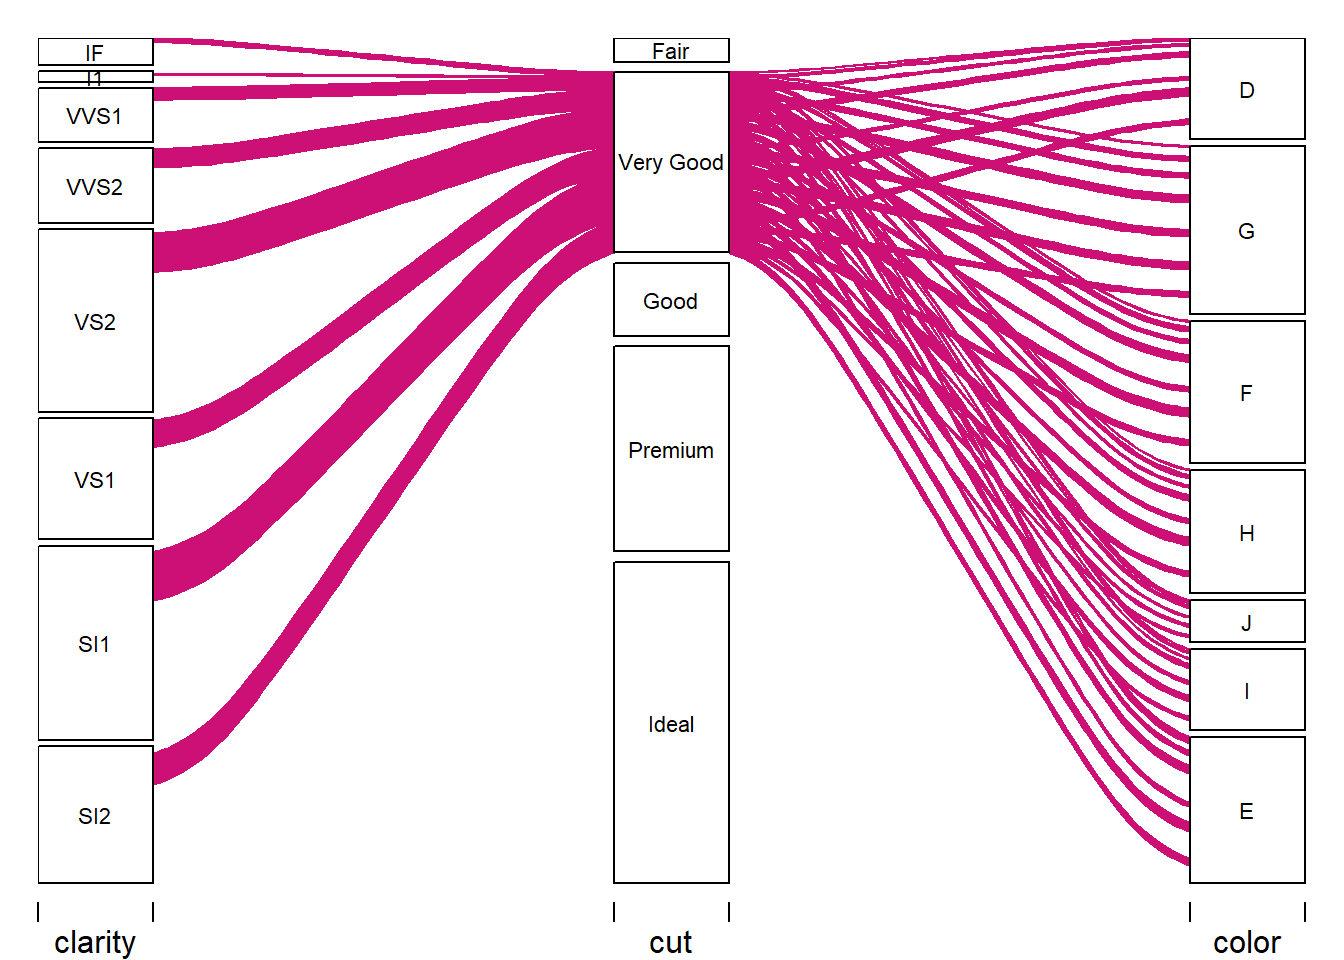 IF
I1
VVS1
VVS2
VS2
VS1
SI1
SI2
clarity
Fair
Very Good
Good
Premium
Ideal
cut
D
G
F
H
J
I
E
color